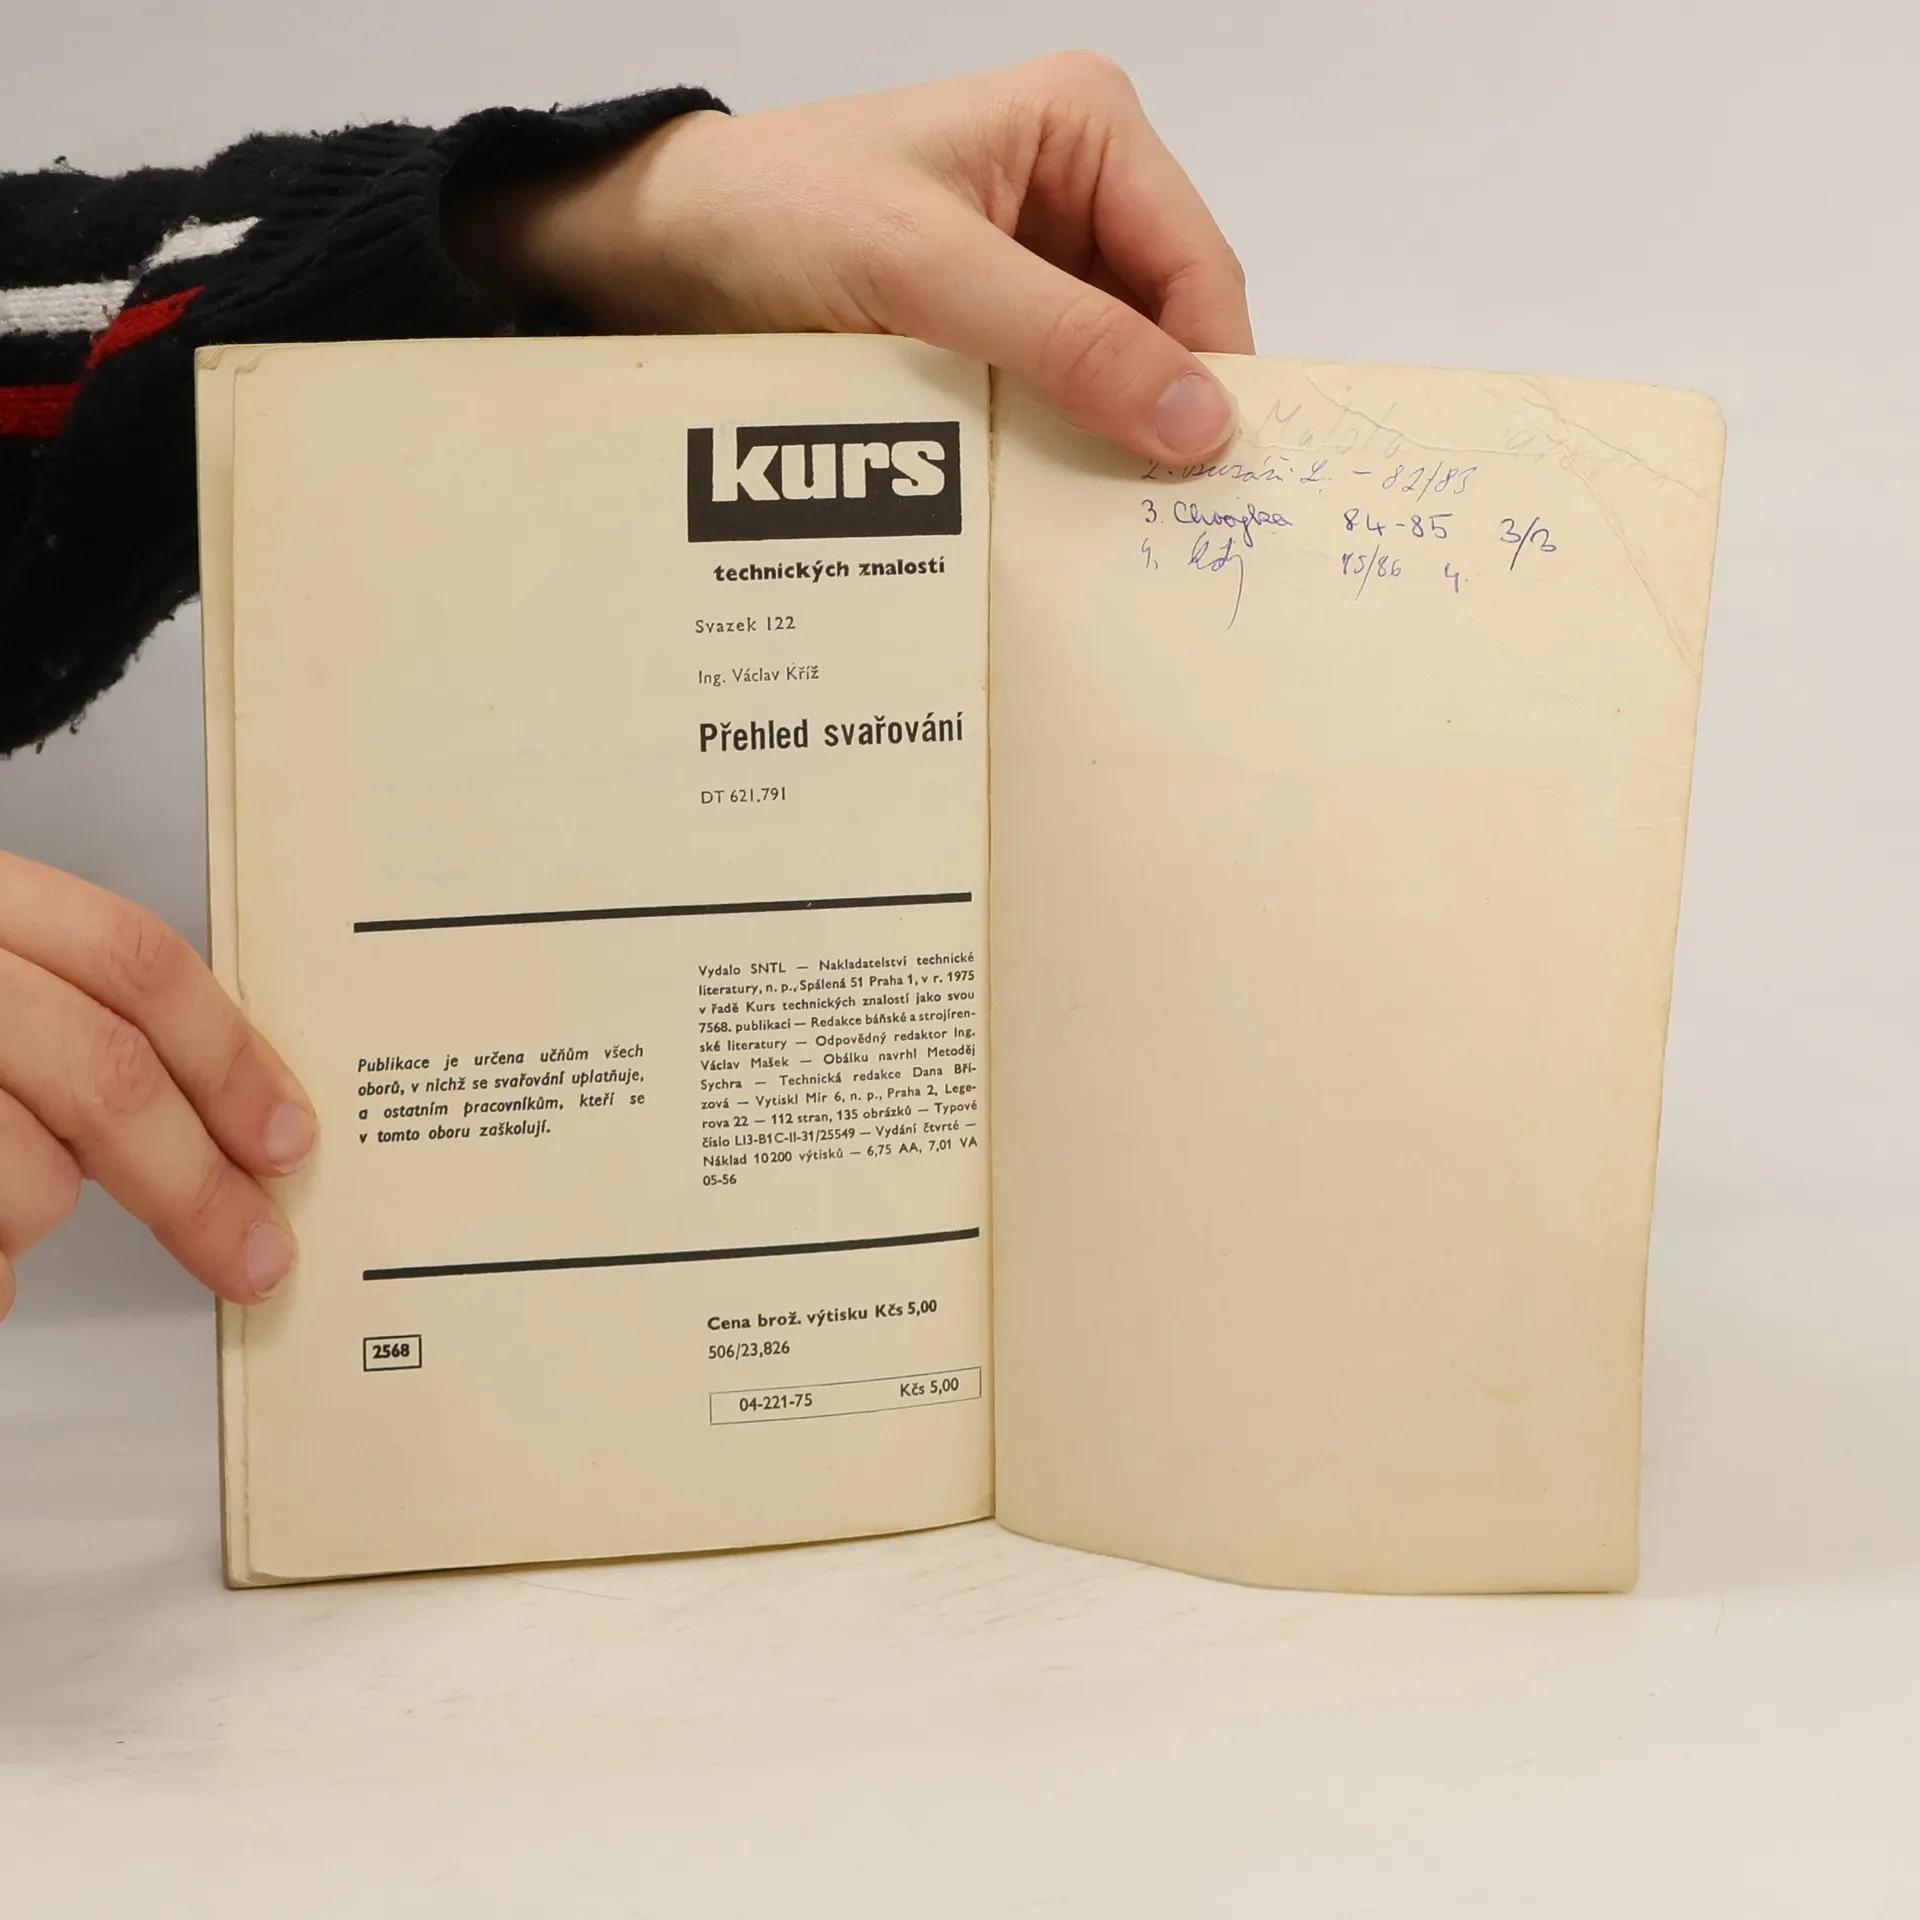 kurs
technických znalostí
Svazek 122
Ing. Václav Kříž
Přehled svařování
DT 621.791
Publikace je určena učňům všech
oborů, v nichž se svařování uplatňuje,
a ostatním pracovníkům, kteří se
v tomto oboru zaškolují.
Vydalo SNTL — Nakladatelství technické
literatury, n. p., Spálená 51 Praha 1, v r. 1975
v řadě Kurs technických znalostí jako svou
7568. publikaci — Redakce báňské a strojíren-
ské literatury — Odpovědný redaktor Ing.
Václav Mašek — Obálku navrhl Metoděj
Sychra — Technická redakce Dana Bří-
zová — Vytiskl Mír 6, n. p., Praha 2, Lege-
rova 22 — 112 stran, 135 obrázků — Typové
číslo L13-B1C-II-31/25549 — Vydání čtvrté —
Náklad 10200 výtisků — 6,75 AA, 7,01 VA
05-56
2568
Cena brož. výtisku Kčs 5,00
506/23,826
04-221-75 Kčs 5,00
2. L. — 82/83
3. 84-85 3/3
4. 85/86 4.